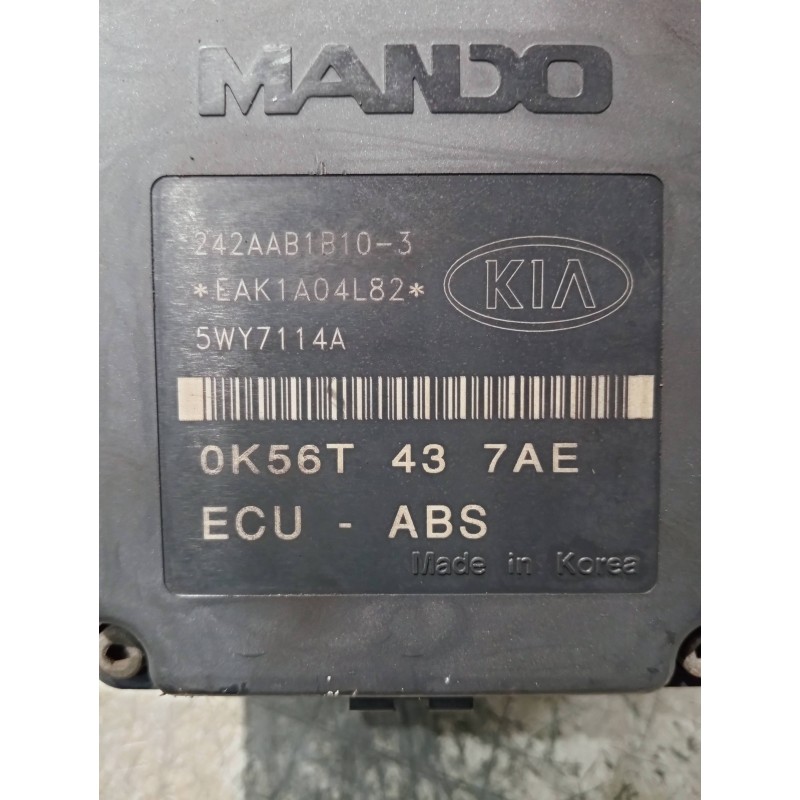 MANDO
242AAB1B10-3
*EAK1A04L82*
KIA
5WY7114A
0K56T 43 7AE
ECU - ABS
Made in Korea